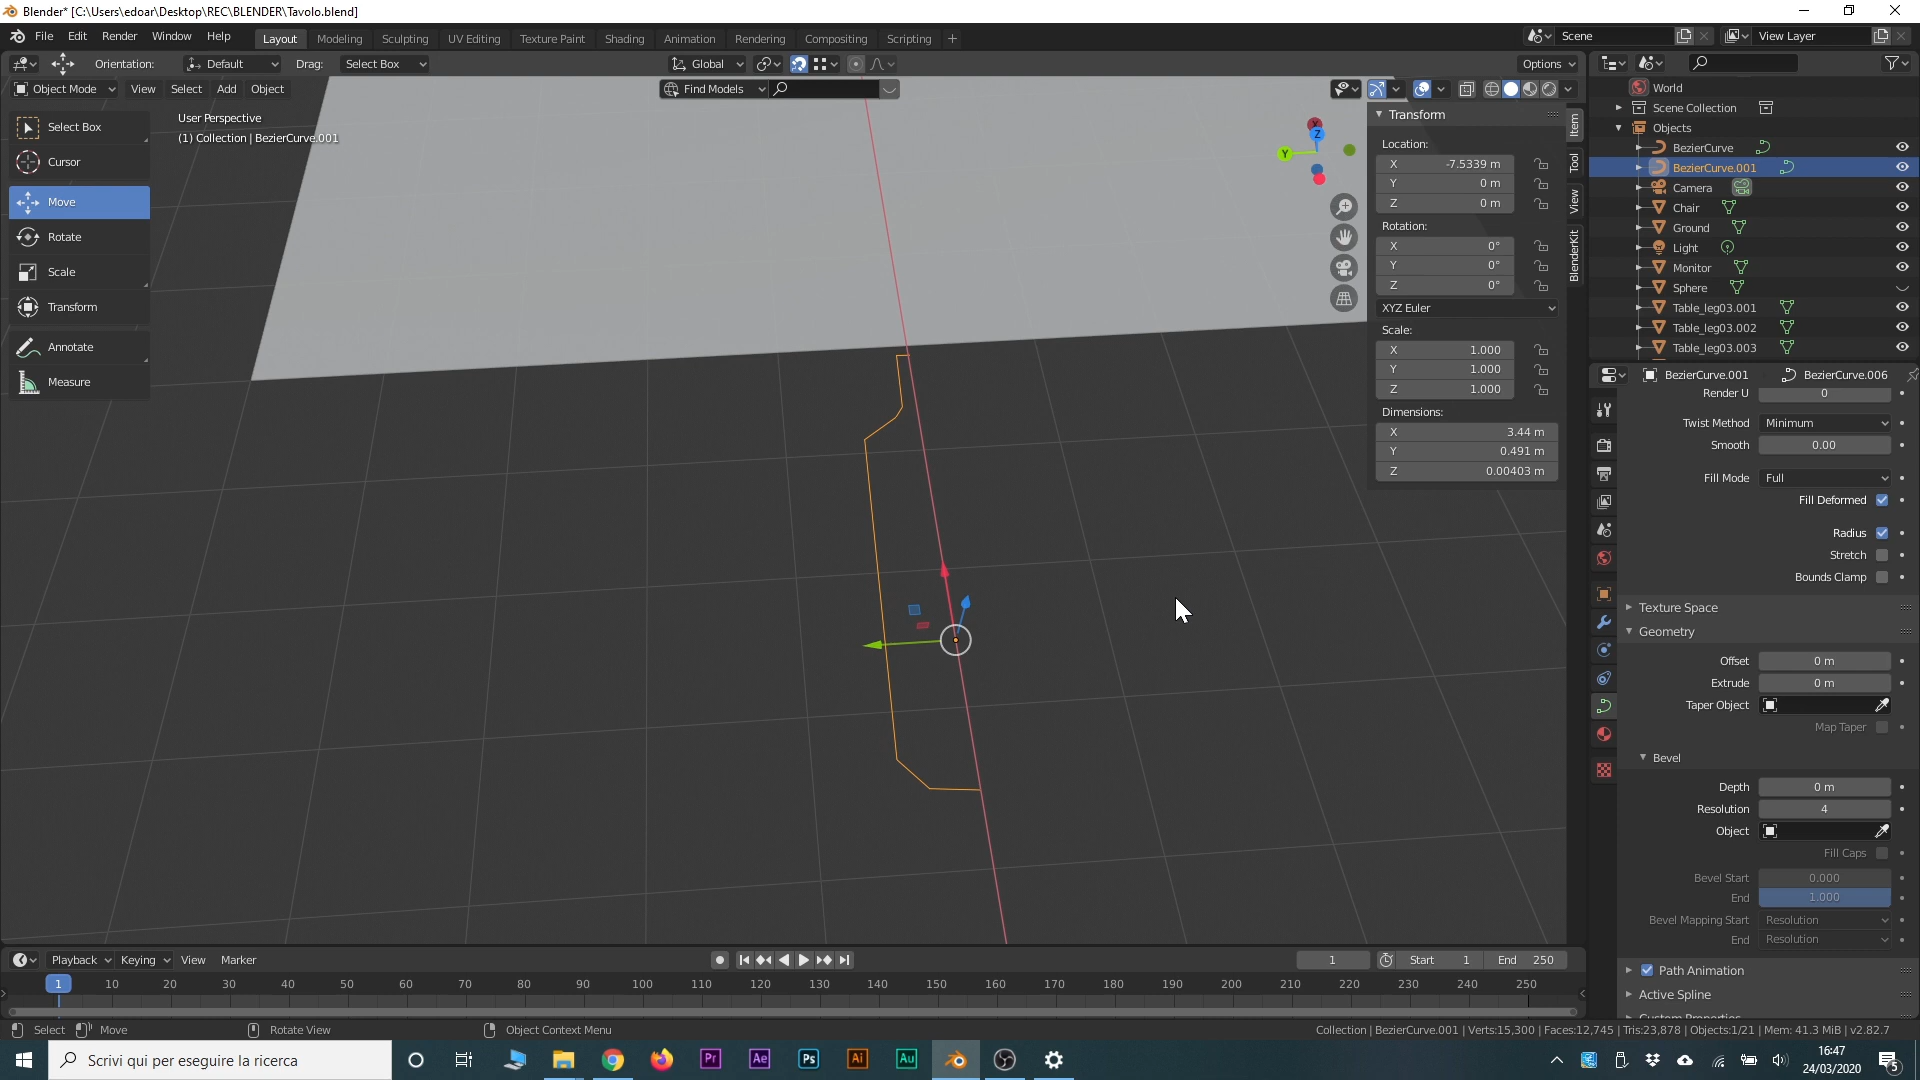 Blender* [C:\Users\edoar\Desktop\REC\BLENDER\Tavolo.blend]
File Edit Render Window Help Layout Modeling Sculpting UV Editing Texture Paint Shading Animation Rendering Compositing Scripting + Scene View Layer
Orientation: Default Drag: Select Box Global Options
Object Mode View Select Add Object Find Models
User Perspective
(1) Collection | BezierCurve.001
Select Box
Cursor
Move
Rotate
Scale
Transform
Annotate
Measure
X
Z
Y
Transform
Location:
X -7.5339 m
Y 0 m
Z 0 m
Rotation:
X 0°
Y 0°
Z 0°
XYZ Euler
Scale:
X 1.000
Y 1.000
Z 1.000
Dimensions:
X 3.44 m
Y 0.491 m
Z 0.00403 m
Item
Tool
View
BlenderKit
World
Scene Collection
Objects
BezierCurve
BezierCurve.001
Camera
Chair
Ground
Light
Monitor
Sphere
Table_leg03.001
Table_leg03.002
Table_leg03.003
BezierCurve.001 BezierCurve.006
Render U 0
Twist Method Minimum
Smooth 0.00
Fill Mode Full
Fill Deformed
Radius
Stretch
Bounds Clamp
Texture Space
Geometry
Offset 0 m
Extrude 0 m
Taper Object
Map Taper
Bevel
Depth 0 m
Resolution 4
Object
Fill Caps
Bevel Start 0.000
End 1.000
Bevel Mapping Start Resolution
End Resolution
Path Animation
Active Spline
Custom Properties
Playback Keying View Marker 1 Start 1 End 250
1 10 20 30 40 50 60 70 80 90 100 110 120 130 140 150 160 170 180 190 200 210 220 230 240 250
Select Move Rotate View Object Context Menu Collection | BezierCurve.001 | Verts:15,300 | Faces:12,745 | Tris:23,878 | Objects:1/21 | Mem: 41.3 MiB | v2.82.7
Scrivi qui per eseguire la ricerca Pr Ae Ps Ai Au
16:47
24/03/2020
5